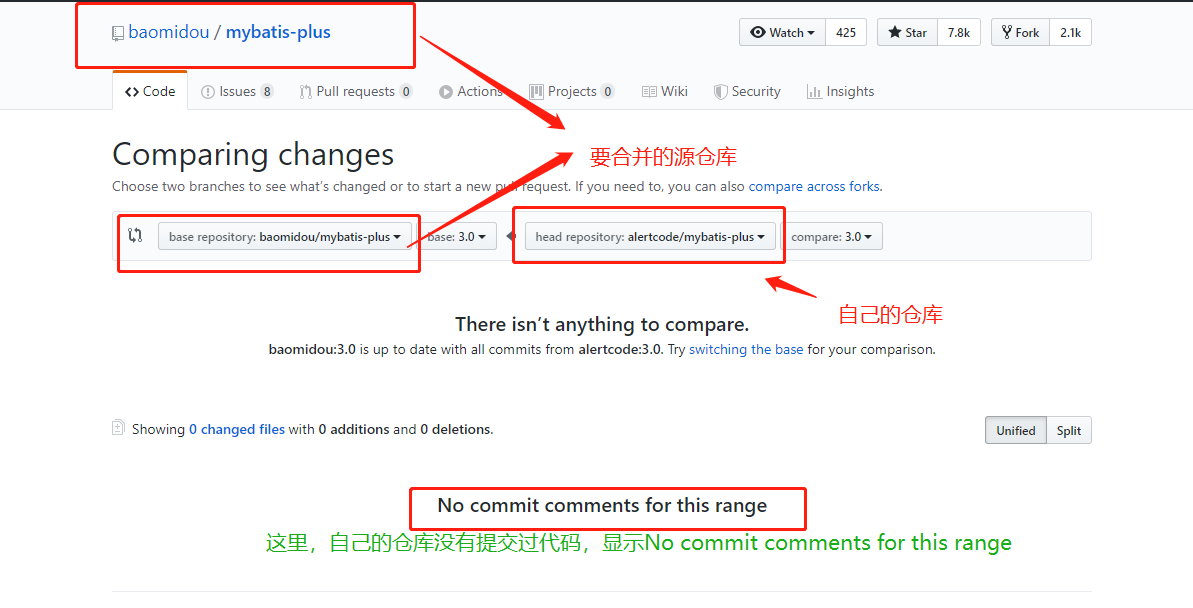 baomidou / mybatis-plus
Watch 425 Star 7.8k Fork 2.1k
Code Issues 8 Pull requests 0 Actions Projects 0 Wiki Security Insights
Comparing changes
要合并的源仓库
Choose two branches to see what's changed or to start a new pull request. If you need to, you can also compare across forks.
base repository: baomidou/mybatis-plus base: 3.0 head repository: alertcode/mybatis-plus compare: 3.0
自己的仓库
There isn't anything to compare.
baomidou:3.0 is up to date with all commits from alertcode:3.0. Try switching the base for your comparison.
Showing 0 changed files with 0 additions and 0 deletions.
Unified Split
No commit comments for this range
这里，自己的仓库没有提交过代码，显示No commit comments for this range